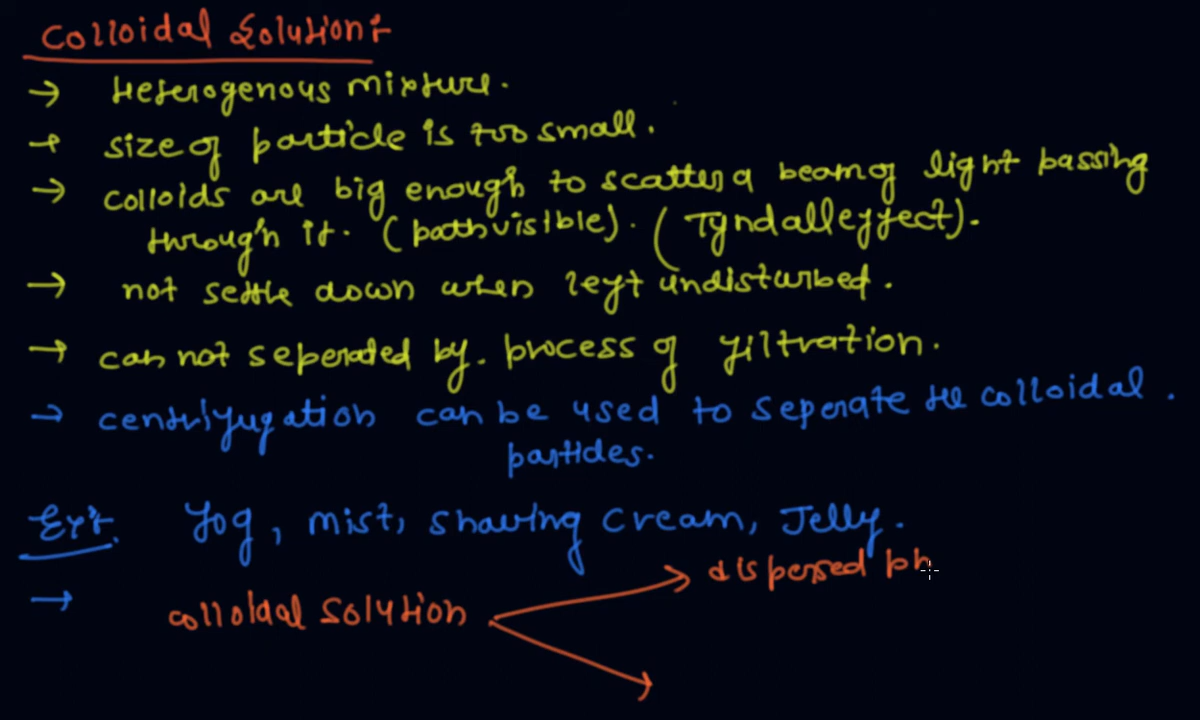 Colloidal Solution:
→ Heterogenous mixture.
→ size of particle is too small.
→ colloids are big enough to scatter a beam of light passing
through it. (path visible). (Tyndall effect).
→ not settle down when left undisturbed.
→ can not seperated by. process of filtration.
→ centrifugation can be used to seperate the colloidal.
particles.
Ex:. Fog, mist, shaving cream, Jelly.
→ dispersed ph
colloidal solution